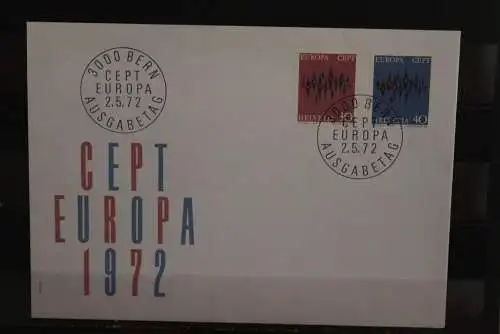 3000 BERN
CEPT
EUROPA
2.5.72
AUSGABETAG
EUROPA CEPT
HELVETIA
EUROPA CEPT
HELVETIA 40
3000 BERN
CEPT
EUROPA
2.5.72
AUSGABETAG
CEPT
EUROPA
1972